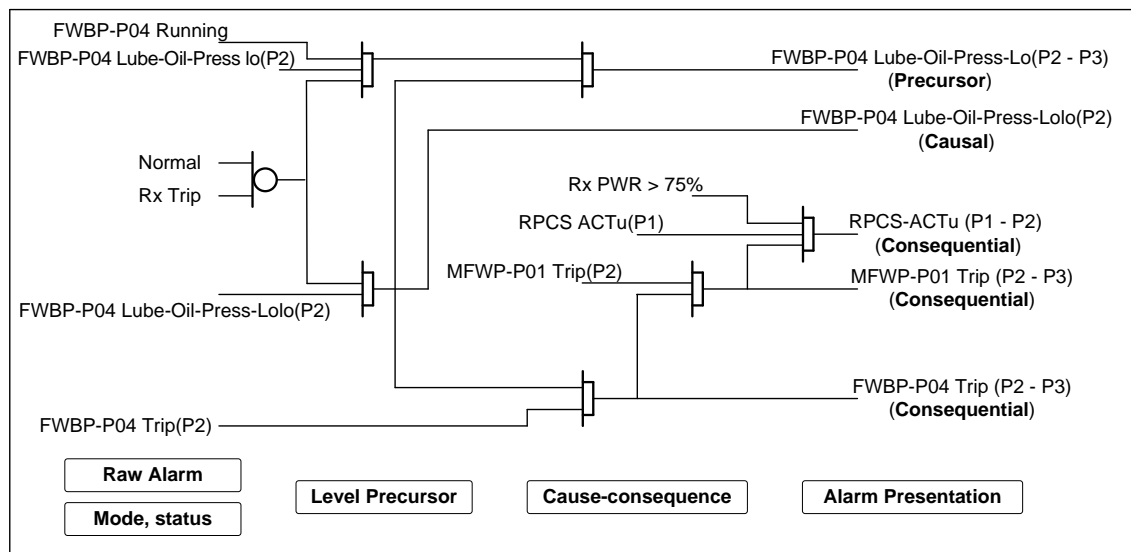 FWBP-P04 Running
FWBP-P04 Lube-Oil-Press lo(P2)
FWBP-P04 Lube-Oil-Press-Lo(P2 - P3)
(Precursor)
FWBP-P04 Lube-Oil-Press-Lolo(P2)
(Causal)
Normal
Rx Trip
Rx PWR > 75%
RPCS ACTu(P1)
RPCS-ACTu (P1 - P2)
(Consequential)
MFWP-P01 Trip(P2)
MFWP-P01 Trip (P2 - P3)
(Consequential)
FWBP-P04 Lube-Oil-Press-Lolo(P2)
FWBP-P04 Trip (P2 - P3)
(Consequential)
FWBP-P04 Trip(P2)
Raw Alarm
Mode, status
Level Precursor
Cause-consequence
Alarm Presentation